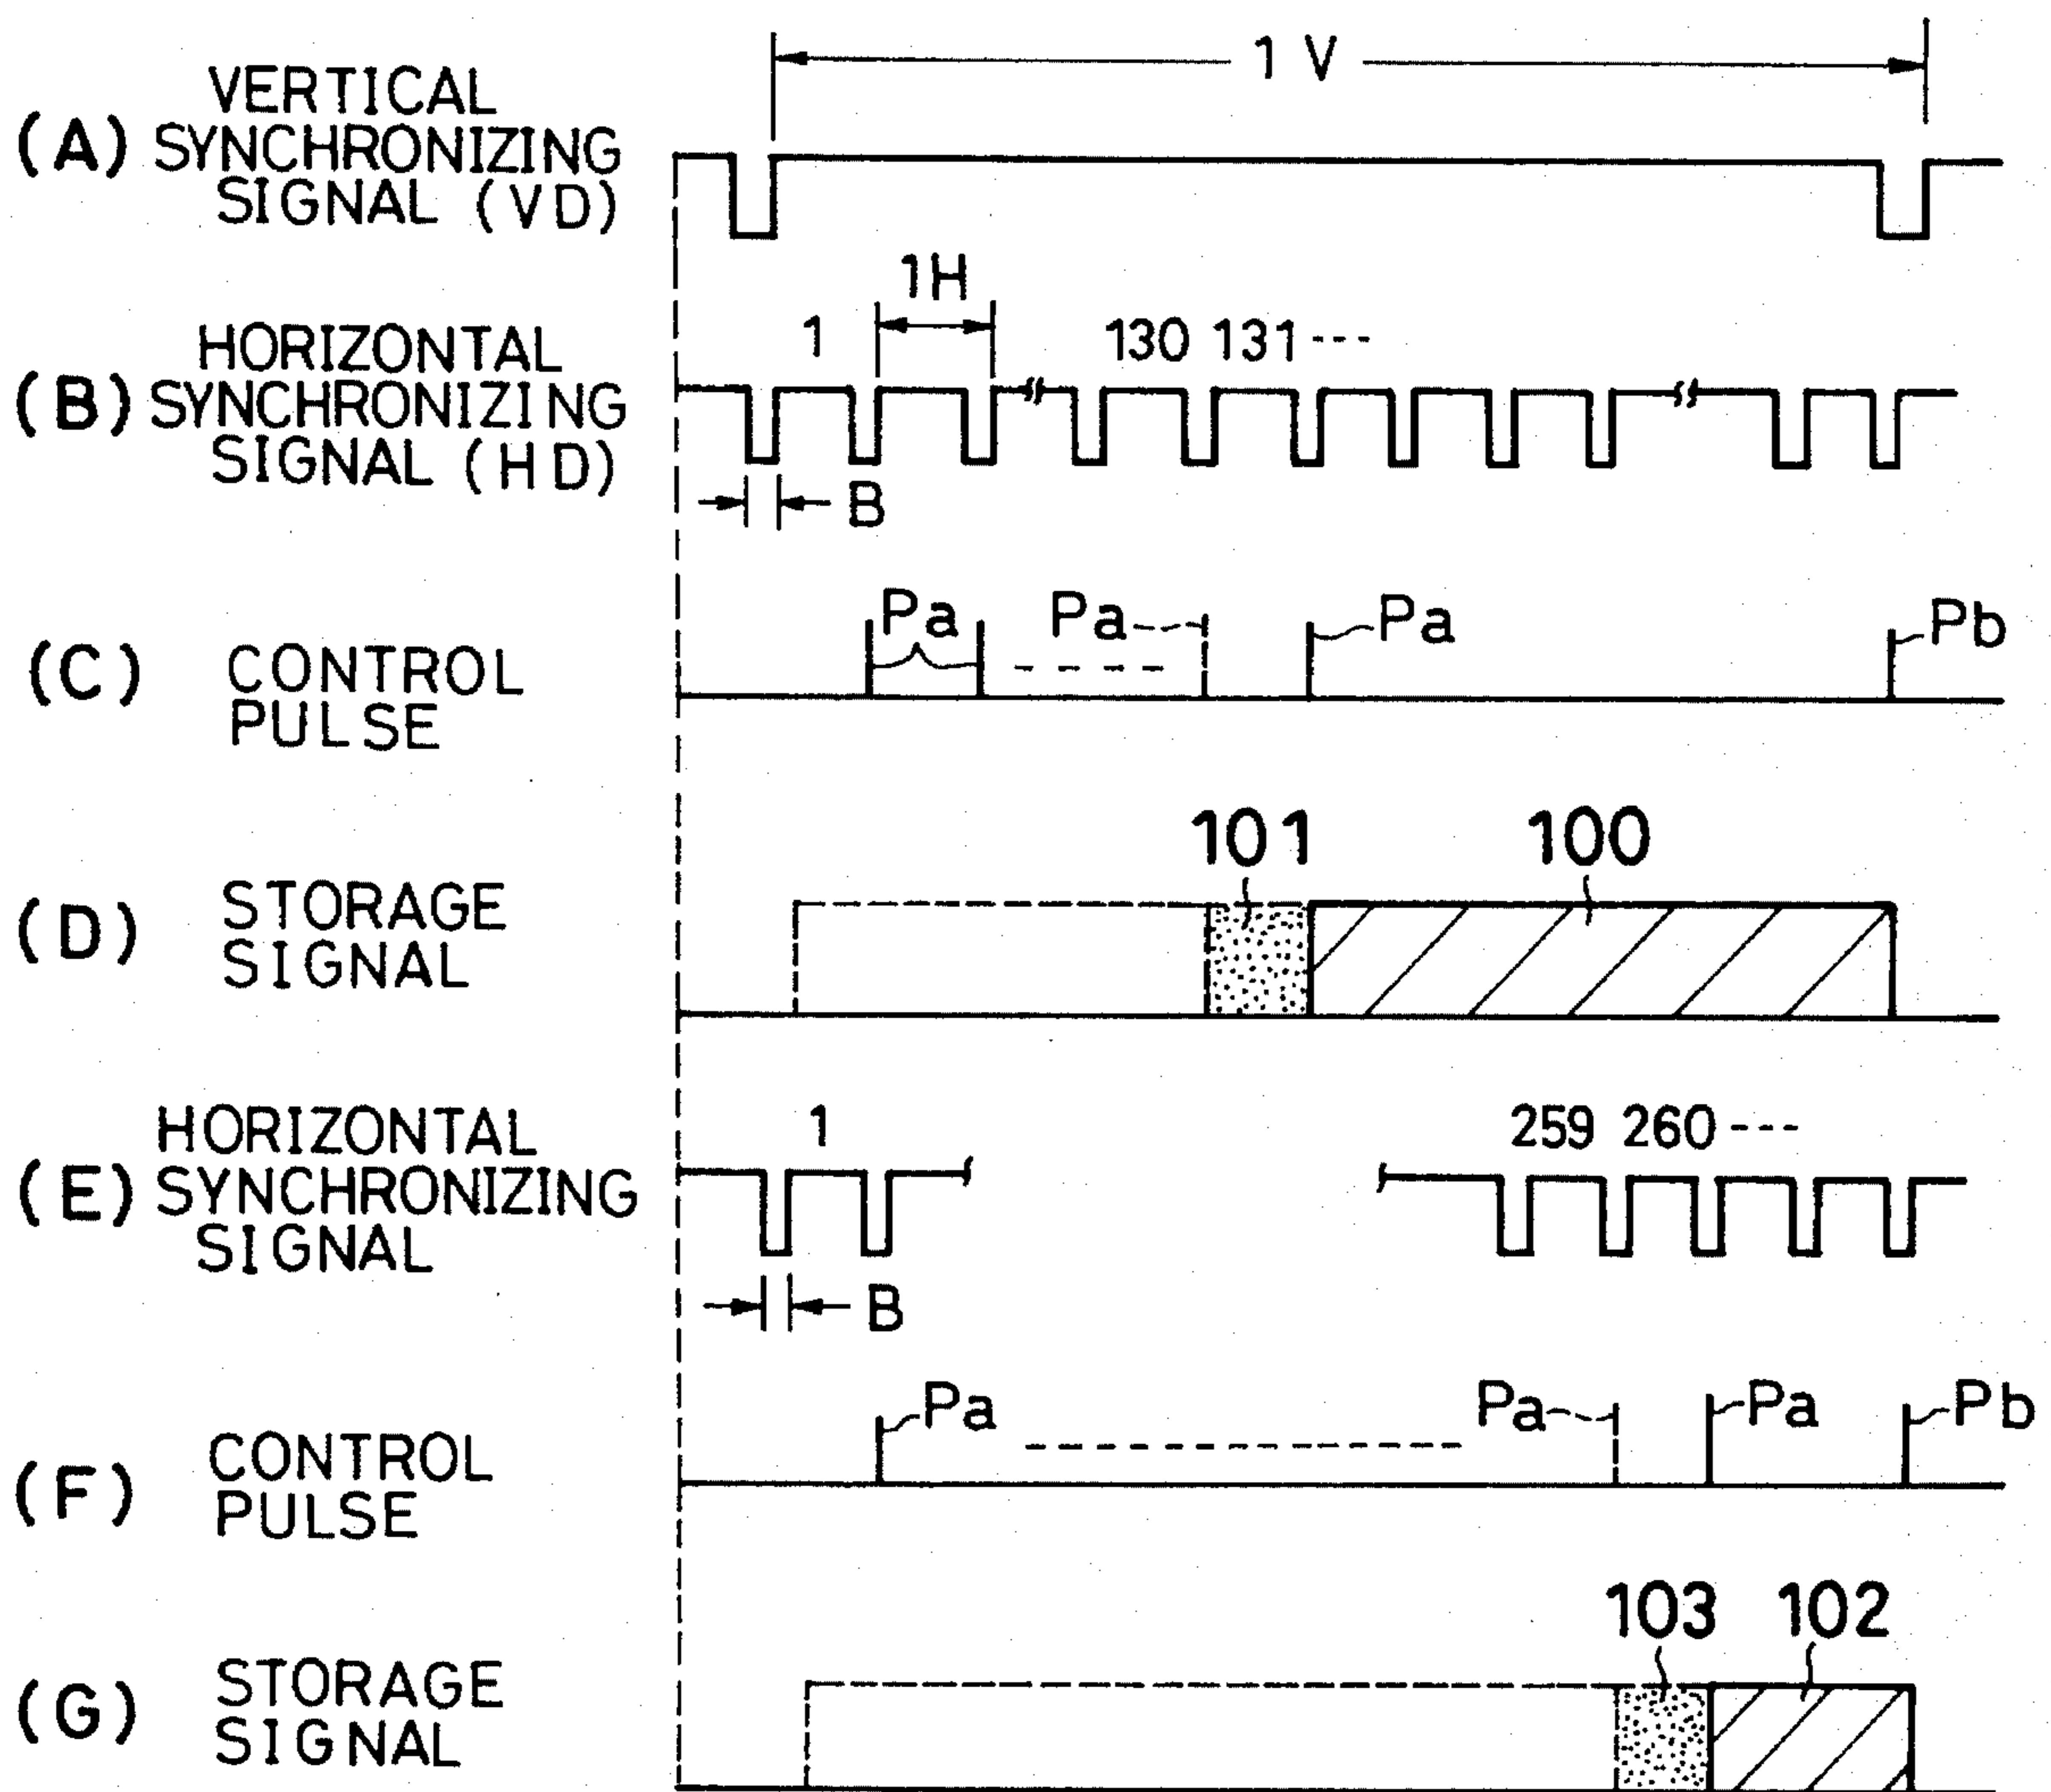 1 V
(A) VERTICAL
SYNCHRONIZING
SIGNAL (VD)
1H
1 130 131 ---
(B) HORIZONTAL
SYNCHRONIZING
SIGNAL (HD)
B
Pa Pa Pa Pb
(C) CONTROL
PULSE
101 100
(D) STORAGE
SIGNAL
1 259 260 ---
(E) HORIZONTAL
SYNCHRONIZING
SIGNAL
B
Pa Pa Pa Pb
(F) CONTROL
PULSE
103 102
(G) STORAGE
SIGNAL